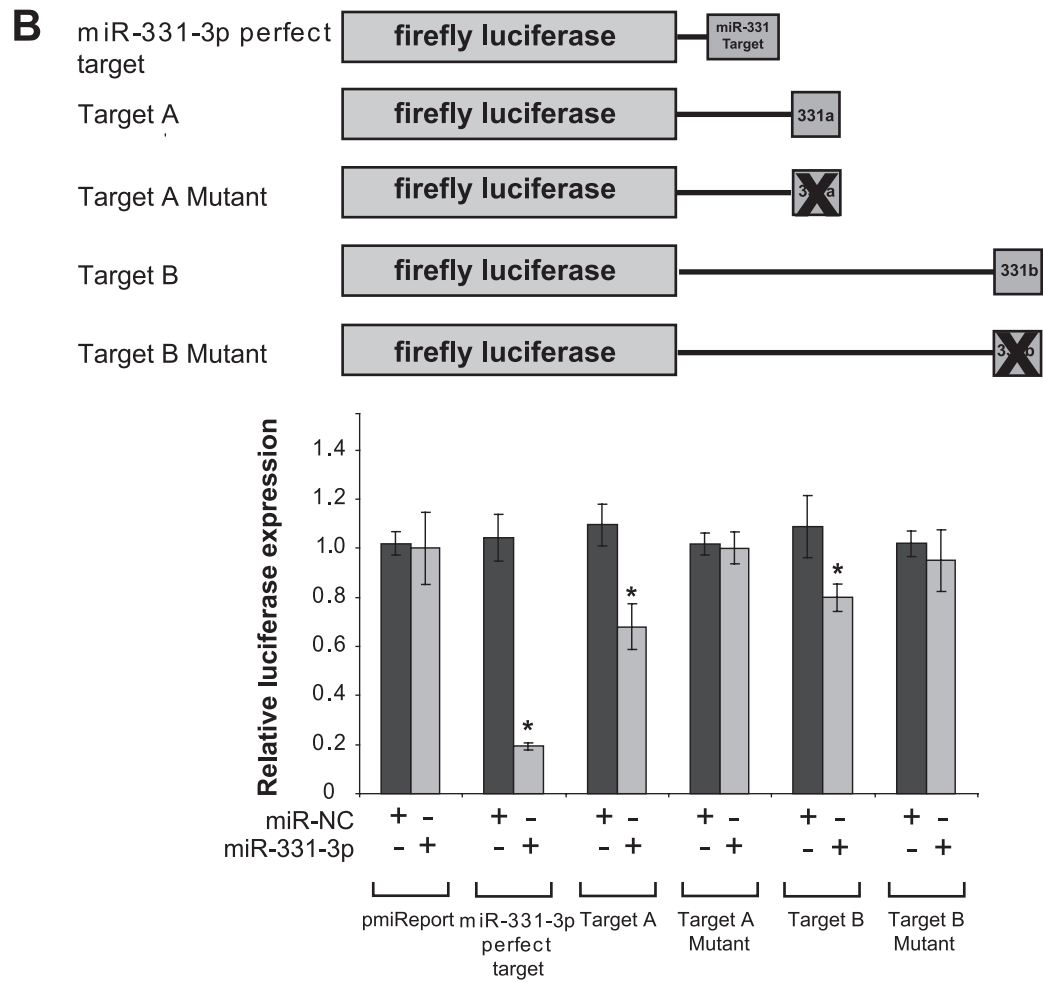 B
miR-331-3p perfect
target
firefly luciferase
miR-331
Target
Target A
firefly luciferase
331a
Target A Mutant
firefly luciferase
Target B
firefly luciferase
331b
Target B Mutant
firefly luciferase
Relative luciferase expression
1.4
1.2
1.0
0.8
0.6
0.4
0.2
0
* * *
miR-NC + - + - + - + - + - + -
miR-331-3p - + - + - + - + - + - +
pmiReport
miR-331-3p
perfect
target
Target A
Target A
Mutant
Target B
Target B
Mutant